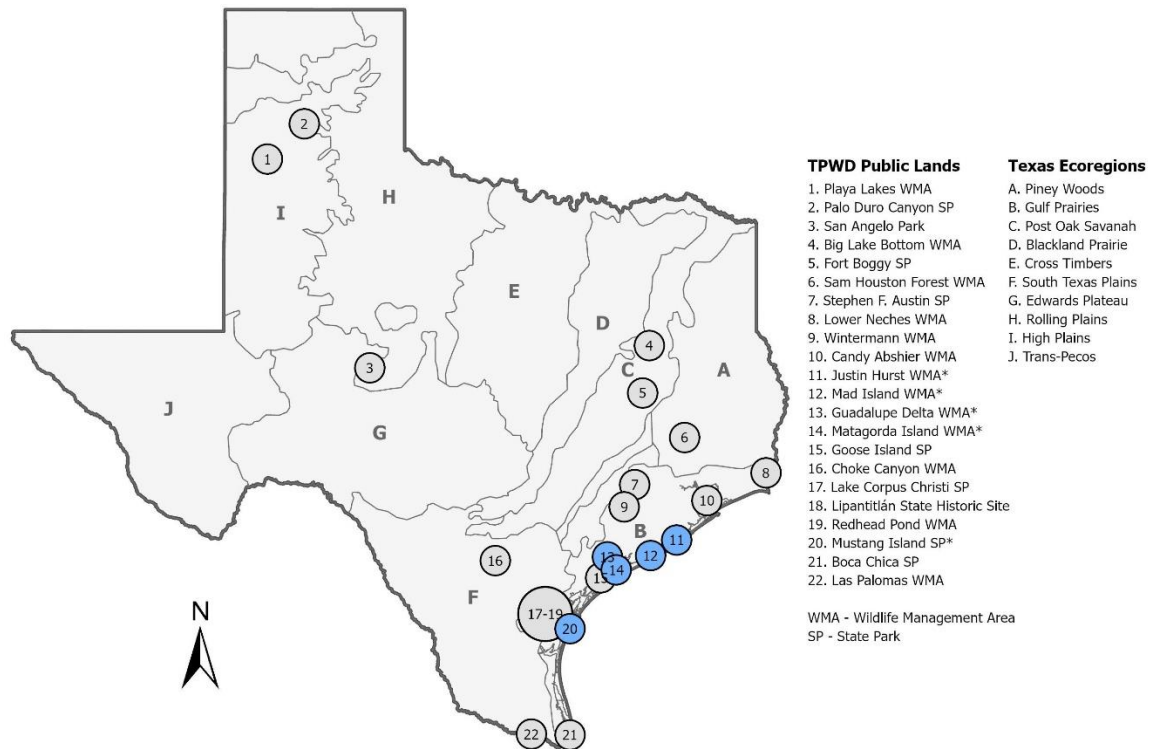 TPWD Public Lands
1. Playa Lakes WMA
2. Palo Duro Canyon SP
3. San Angelo Park
4. Big Lake Bottom WMA
5. Fort Boggy SP
6. Sam Houston Forest WMA
7. Stephen F. Austin SP
8. Lower Neches WMA
9. Wintermann WMA
10. Candy Abshier WMA
11. Justin Hurst WMA*
12. Mad Island WMA*
13. Guadalupe Delta WMA*
14. Matagorda Island WMA*
15. Goose Island SP
16. Choke Canyon WMA
17. Lake Corpus Christi SP
18. Lipantitlán State Historic Site
19. Redhead Pond WMA
20. Mustang Island SP*
21. Boca Chica SP
22. Las Palomas WMA
WMA - Wildlife Management Area
SP - State Park
Texas Ecoregions
A. Piney Woods
B. Gulf Prairies
C. Post Oak Savanah
D. Blackland Prairie
E. Cross Timbers
F. South Texas Plains
G. Edwards Plateau
H. Rolling Plains
I. High Plains
J. Trans-Pecos
2
1
H
I
E
D
4
3
C
A
5
J
G
6
8
7
10
9
B
11
13
12
16
14
15
F
17-19
20
N
22
21